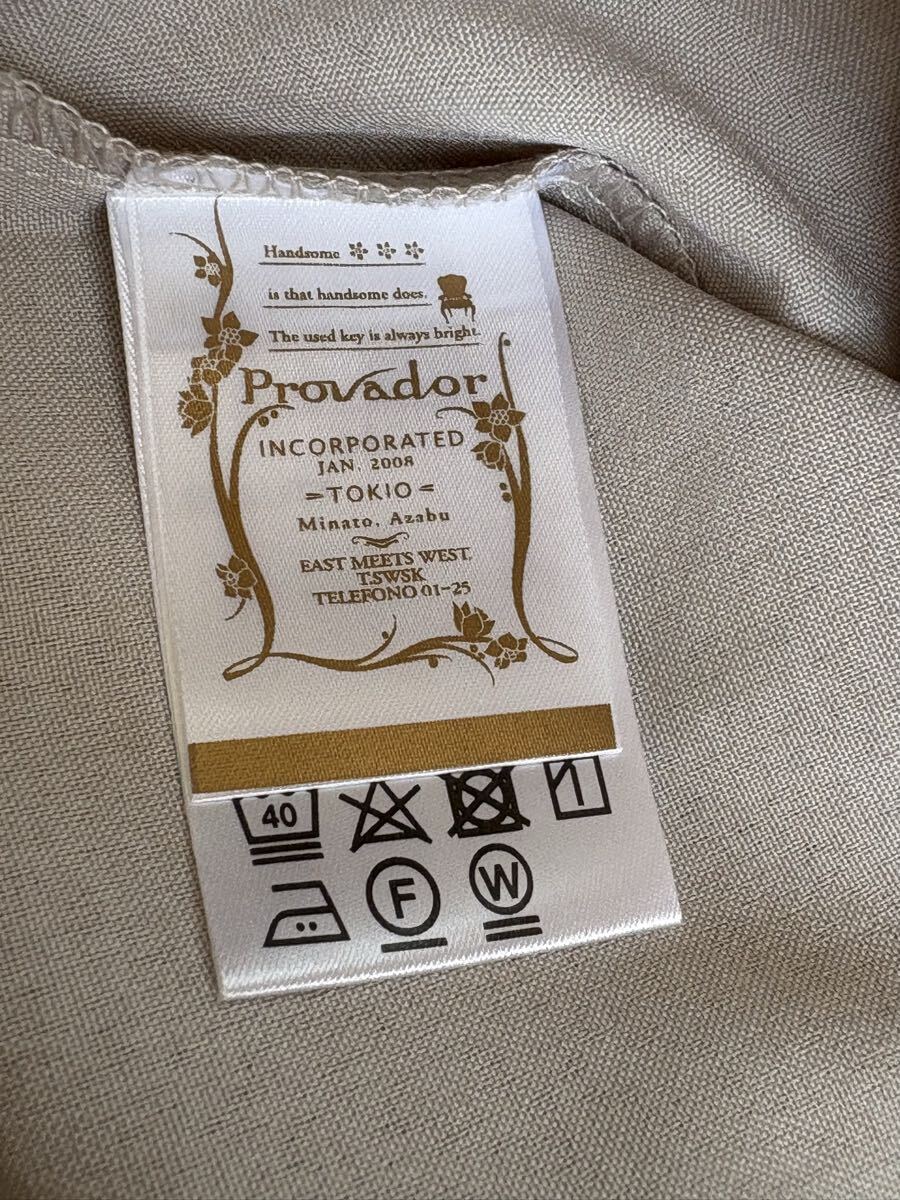 Handsome
is that handsome does.
The used key is always bright.
Provador
INCORPORATED
JAN. 2008
TOKIO
Minato, Azabu
EAST MEETS WEST,
T.SWSK
TELEFONO 01-25
40
F
W